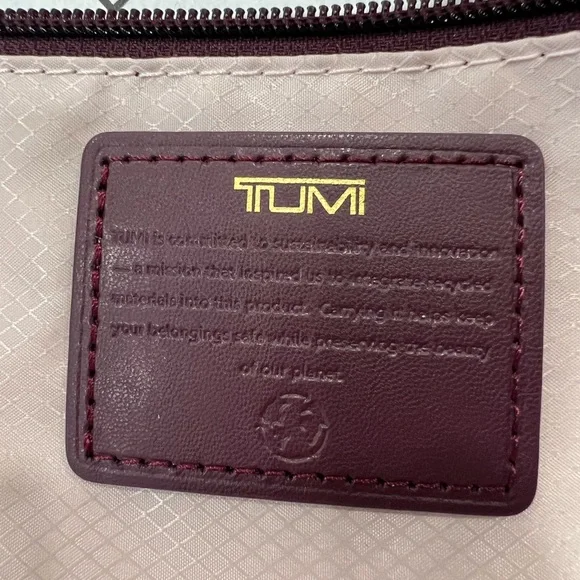 TUMI
TUMI is committed to sustainability and innovation
— a mission that inspired us to integrate recycled
materials into this product. Carrying it helps keep
your belongings safe while preserving the beauty
of our planet.